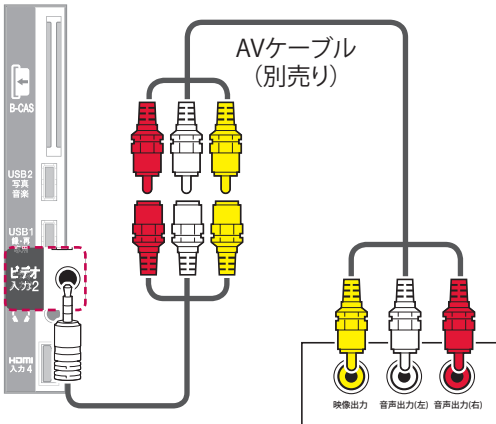 AVケーブル
(別売り)
B-CAS
USB2
写真
音楽
USB1
ビデオ
入力2
HDMI
入力 4
映像出力
音声出力(左)
音声出力(右)